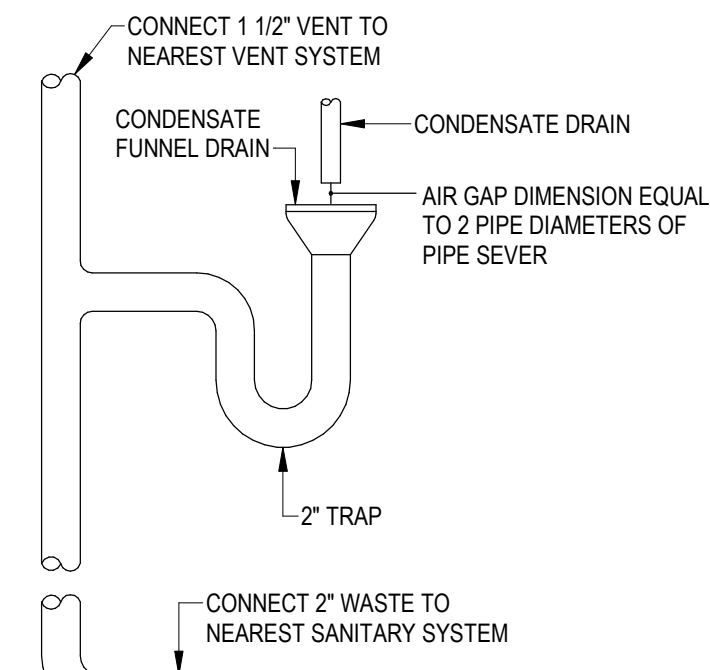 CONNECT 1 1/2" VENT TO
NEAREST VENT SYSTEM
CONDENSATE
FUNNEL DRAIN
CONDENSATE DRAIN
AIR GAP DIMENSION EQUAL
TO 2 PIPE DIAMETERS OF
PIPE SEVER
2" TRAP
CONNECT 2" WASTE TO
NEAREST SANITARY SYSTEM